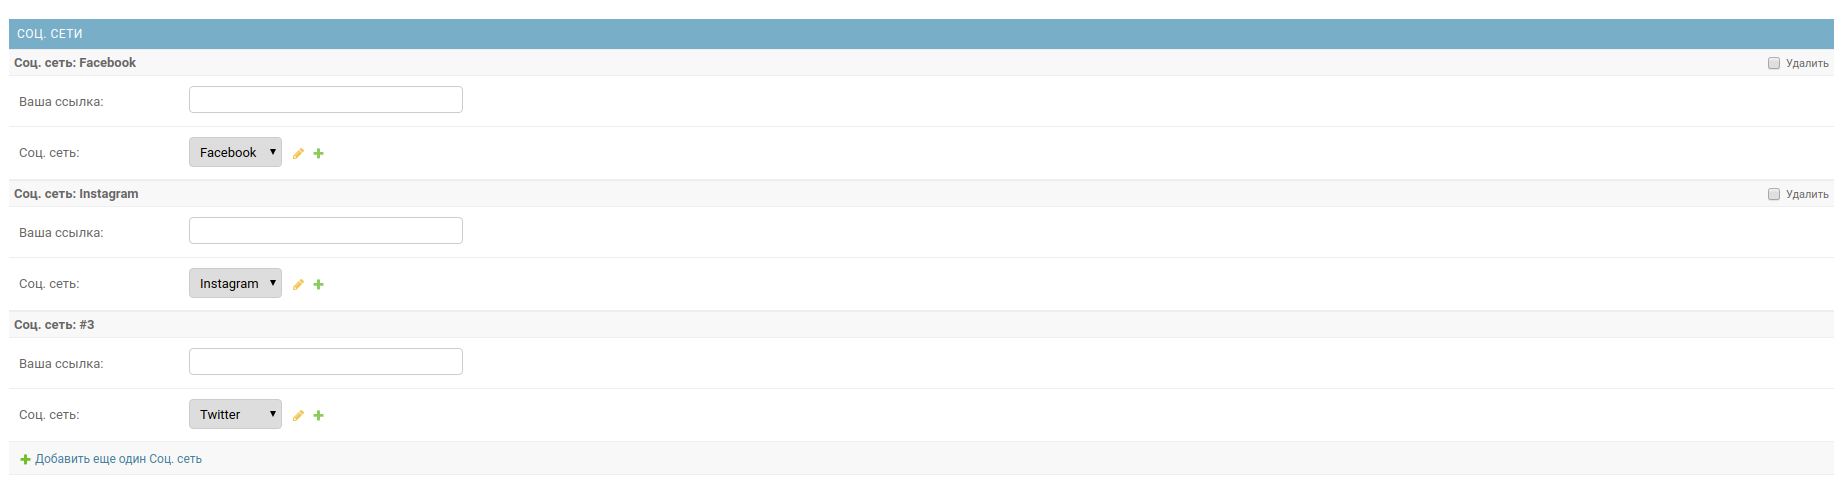 СОЦ. СЕТИ
Соц. сеть: Facebook Удалить
Ваша ссылка:
Соц. сеть: Facebook
Соц. сеть: Instagram Удалить
Ваша ссылка:
Соц. сеть: Instagram
Соц. сеть: #3
Ваша ссылка:
Соц. сеть: Twitter
Добавить еще один Соц. сеть